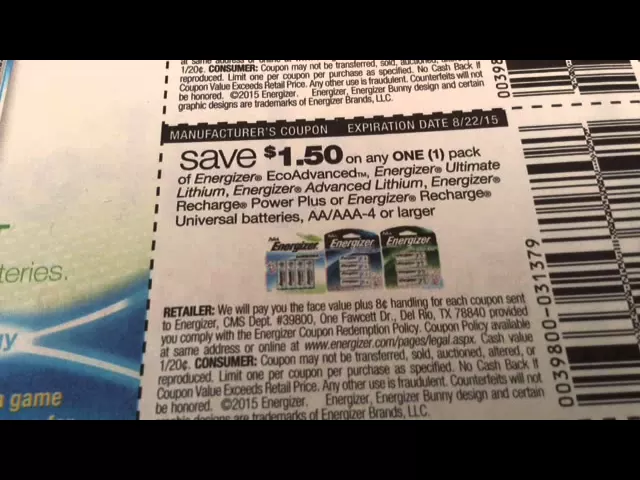 1/20¢. CONSUMER: Coupon may not be transferred, sold, auctioned,
reproduced. Limit one per coupon per purchase as specified. No Cash Back If
Coupon Value Exceeds Retail Price. Any other use is fraudulent. Counterfeits will not
be honored. ©2015 Energizer. Energizer, Energizer Bunny design and certain
graphic designs are trademarks of Energizer Brands, LLC.
MANUFACTURER'S COUPON EXPIRATION DATE 8/22/15
save $1.50 on any ONE (1) pack
of Energizer® EcoAdvanced™, Energizer® Ultimate
Lithium, Energizer® Advanced Lithium, Energizer®
Recharge® Power Plus or Energizer® Recharge®
Universal batteries, AA/AAA-4 or larger
Energizer Energizer Energizer
RETAILER: We will pay you the face value plus 8¢ handling for each coupon sent
to Energizer, CMS Dept. #39800, One Fawcett Dr., Del Rio, TX 78840 provided
you comply with the Energizer Coupon Redemption Policy. Coupon Policy available
at same address or online at www.energizer.com/pages/legal.aspx. Cash value
1/20¢. CONSUMER: Coupon may not be transferred, sold, auctioned, altered, or
reproduced. Limit one per coupon per purchase as specified. No Cash Back If
Coupon Value Exceeds Retail Price. Any other use is fraudulent. Counterfeits will not
be honored. ©2015 Energizer. Energizer, Energizer Bunny design and certain
graphic designs are trademarks of Energizer Brands, LLC.
0039800-031379
00398
teries.
a game